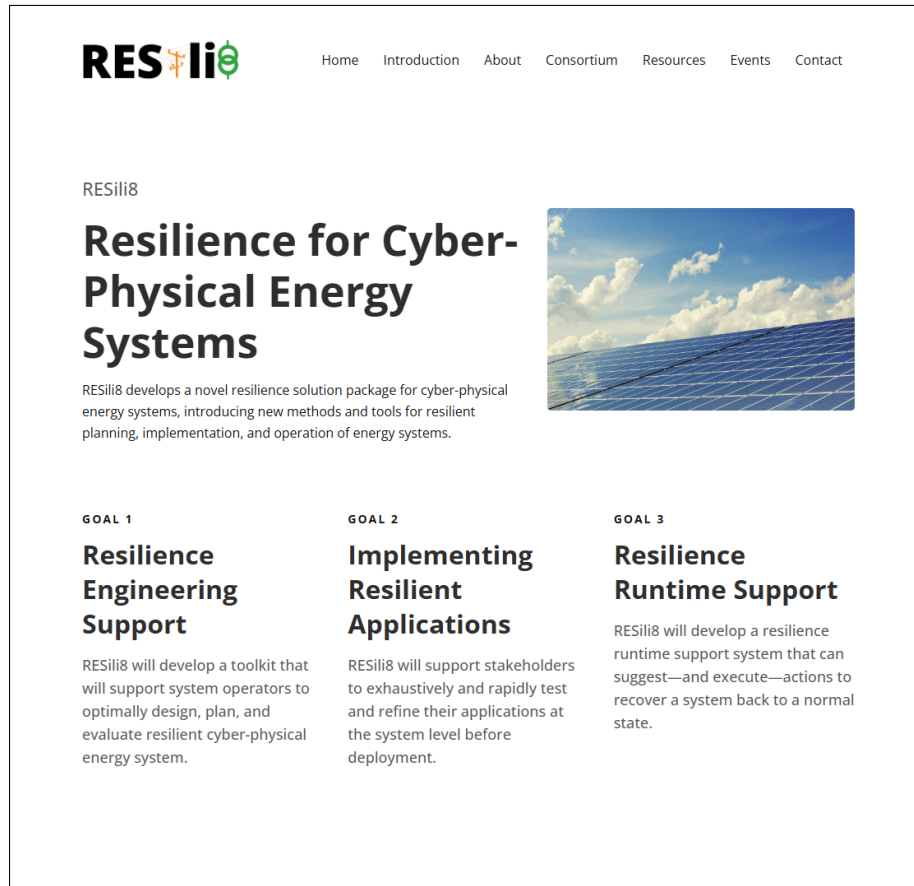 RESili8
Home Introduction About Consortium Resources Events Contact
RESili8
Resilience for Cyber-
Physical Energy
Systems
RESili8 develops a novel resilience solution package for cyber-physical
energy systems, introducing new methods and tools for resilient
planning, implementation, and operation of energy systems.
GOAL 1
Resilience
Engineering
Support
RESili8 will develop a toolkit that
will support system operators to
optimally design, plan, and
evaluate resilient cyber-physical
energy system.
GOAL 2
Implementing
Resilient
Applications
RESili8 will support stakeholders
to exhaustively and rapidly test
and refine their applications at
the system level before
deployment.
GOAL 3
Resilience
Runtime Support
RESili8 will develop a resilience
runtime support system that can
suggest—and execute—actions to
recover a system back to a normal
state.